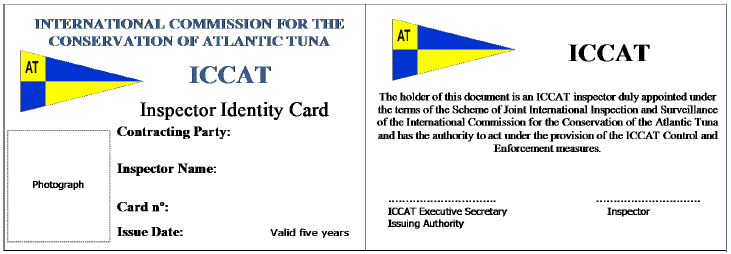 INTERNATIONAL COMMISSION FOR THE
CONSERVATION OF ATLANTIC TUNA
AT
ICCAT
Inspector Identity Card
Contracting Party:
Photograph
Inspector Name:
Card nº:
Issue Date:
Valid five years
AT
ICCAT
The holder of this document is an ICCAT inspector duly appointed under
the terms of the Scheme of Joint International Inspection and Surveillance
of the International Commission for the Conservation of the Atlantic Tuna
and has the authority to act under the provision of the ICCAT Control and
Enforcement measures.
ICCAT Executive Secretary
Issuing Authority
Inspector